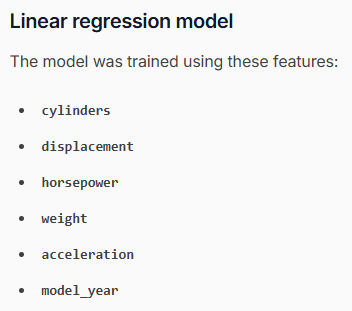 Linear regression model
The model was trained using these features:
• cylinders
• displacement
• horsepower
• weight
• acceleration
• model_year